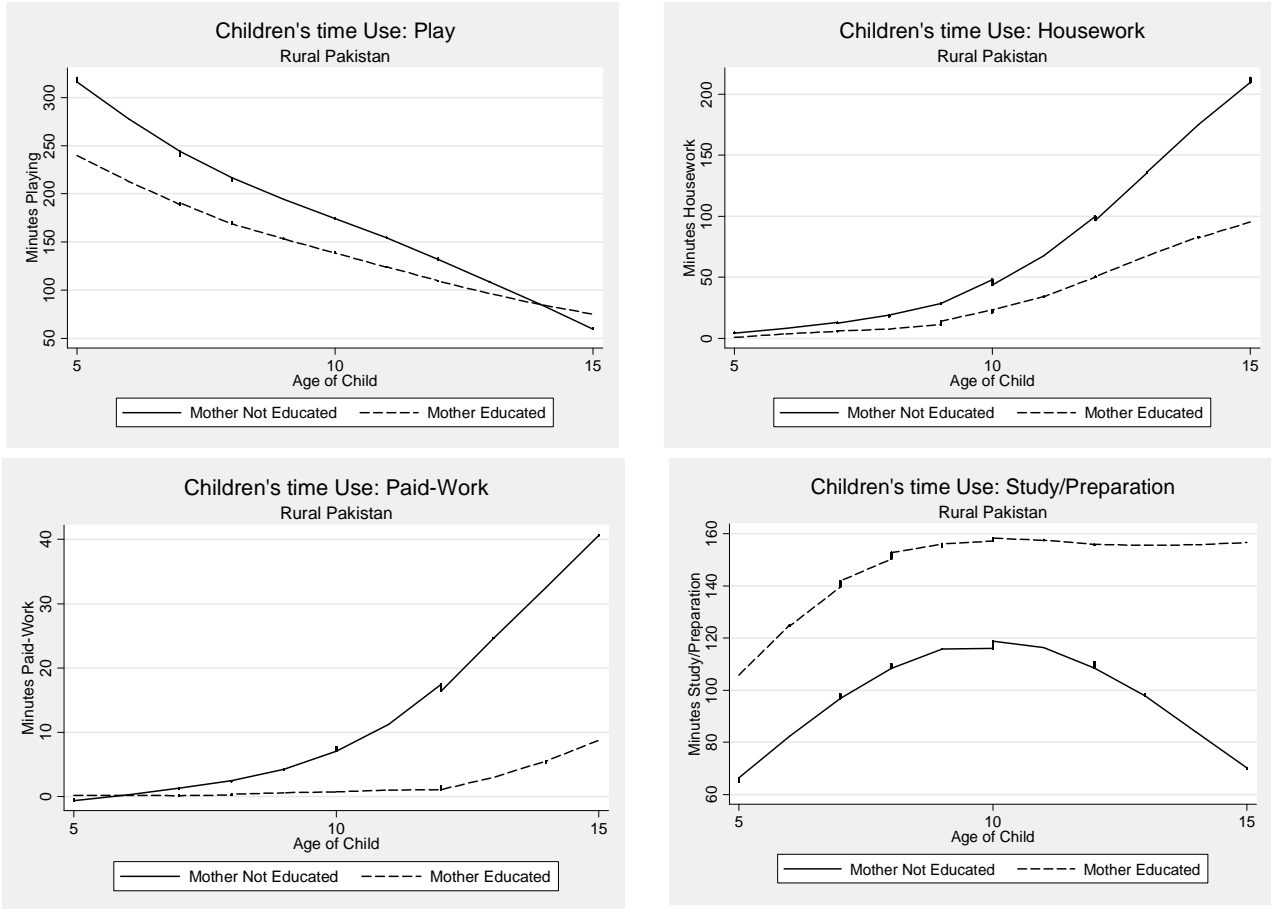 Children's time Use: Play
Rural Pakistan
Minutes Playing
300
250
200
150
100
50
5 10 15
Age of Child
Mother Not Educated Mother Educated
Children's time Use: Housework
Rural Pakistan
Minutes Housework
200
150
100
50
0
5 10 15
Age of Child
Mother Not Educated Mother Educated
Children's time Use: Paid-Work
Rural Pakistan
Minutes Paid-Work
40
30
20
10
0
5 10 15
Age of Child
Mother Not Educated Mother Educated
Children's time Use: Study/Preparation
Rural Pakistan
Minutes Study/Preparation
160
140
120
100
80
60
5 10 15
Age of Child
Mother Not Educated Mother Educated